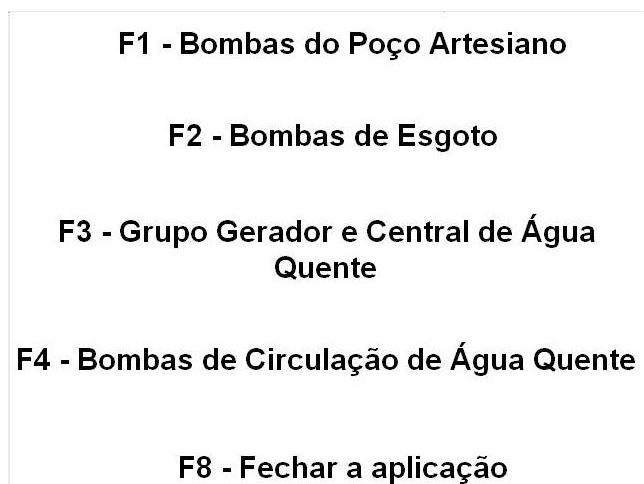 F1 - Bombas do Poço Artesiano
F2 - Bombas de Esgoto
F3 - Grupo Gerador e Central de Água
Quente
F4 - Bombas de Circulação de Água Quente
F8 - Fechar a aplicação